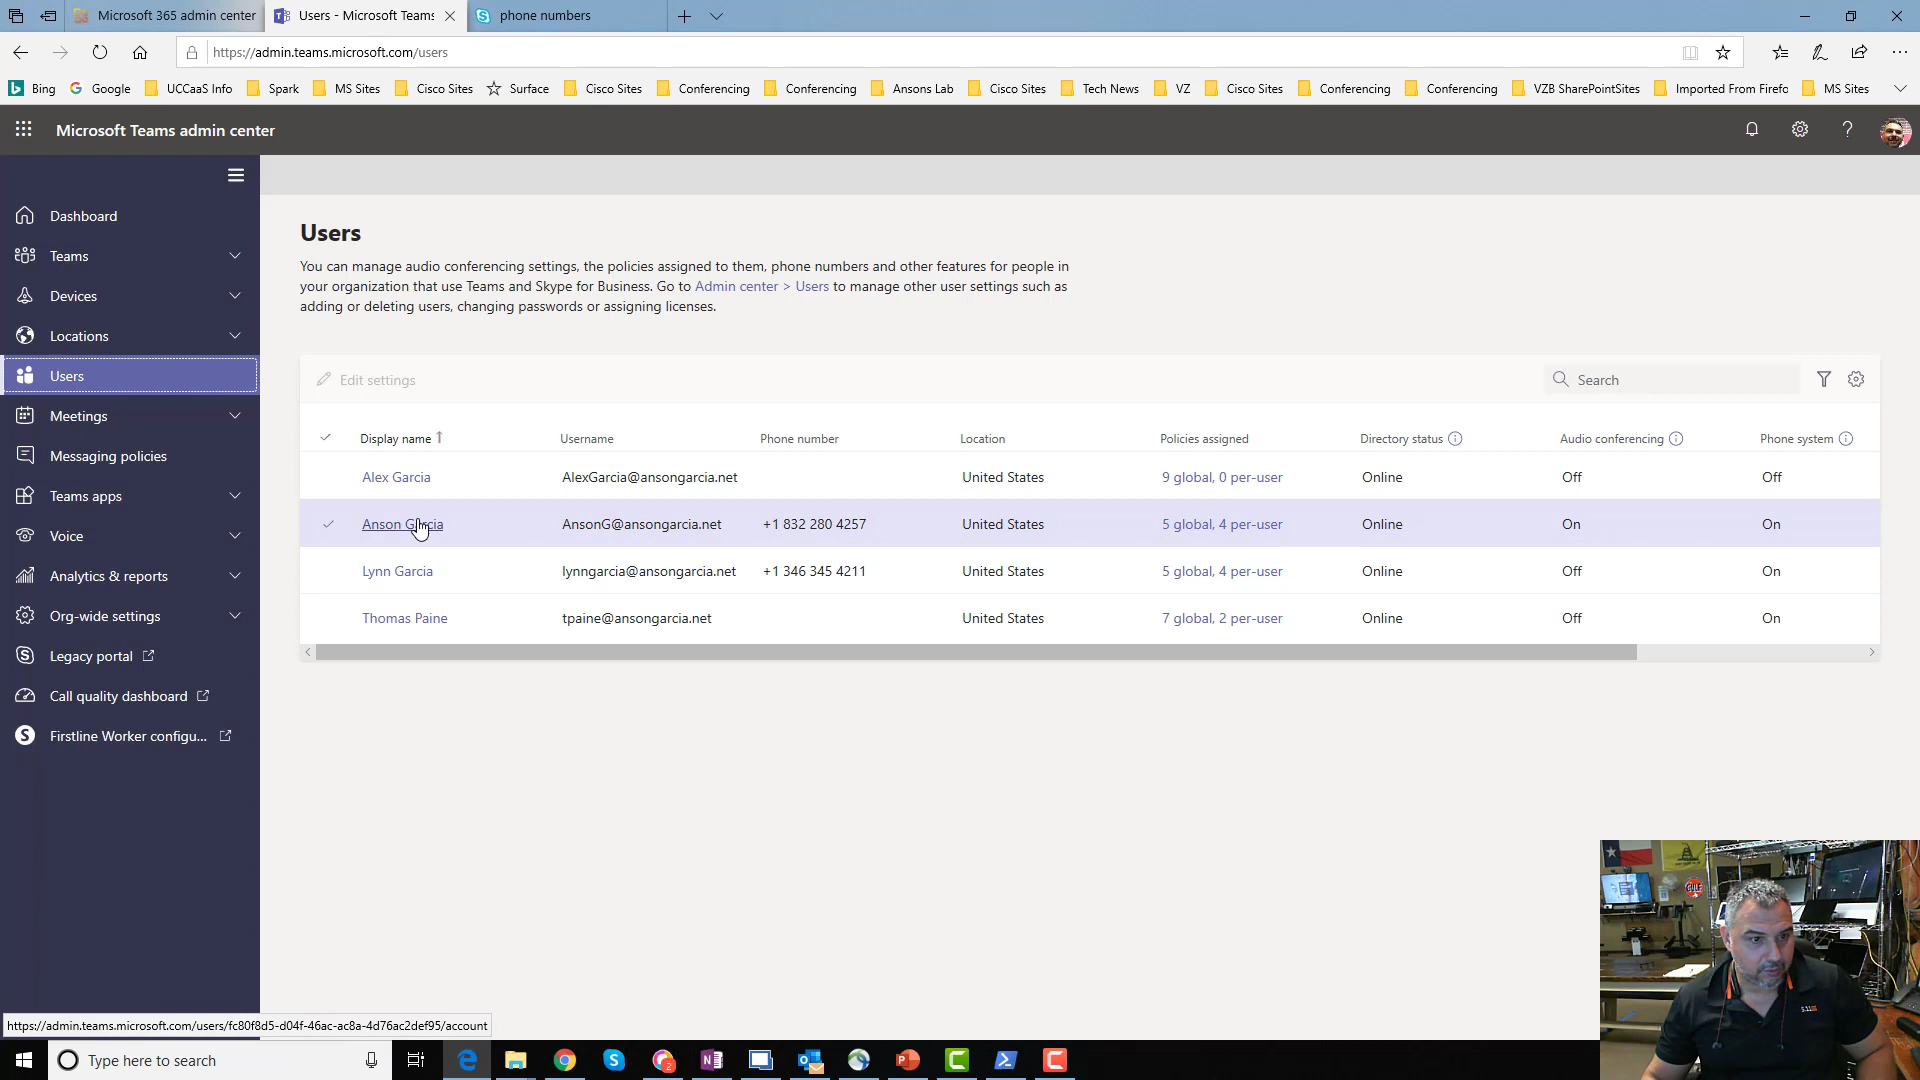 Microsoft 365 admin center
Users - Microsoft Teams
phone numbers
https://admin.teams.microsoft.com/users
Bing
Google
UCCaaS Info
Spark
MS Sites
Cisco Sites
Surface
Cisco Sites
Conferencing
Conferencing
Ansons Lab
Cisco Sites
Tech News
VZ
Cisco Sites
Conferencing
Conferencing
VZB SharePointSites
Imported From Firefo
MS Sites
Microsoft Teams admin center
Dashboard
Teams
Devices
Locations
Users
Meetings
Messaging policies
Teams apps
Voice
Analytics & reports
Org-wide settings
Legacy portal
Call quality dashboard
Firstline Worker configu...
Users
You can manage audio conferencing settings, the policies assigned to them, phone numbers and other features for people in
your organization that use Teams and Skype for Business. Go to Admin center > Users to manage other user settings such as
adding or deleting users, changing passwords or assigning licenses.
Edit settings
Search
Display name Username Phone number Location Policies assigned Directory status Audio conferencing Phone system
Alex Garcia AlexGarcia@ansongarcia.net United States 9 global, 0 per-user Online Off Off
Anson Garcia AnsonG@ansongarcia.net +1 832 280 4257 United States 5 global, 4 per-user Online On On
Lynn Garcia lynngarcia@ansongarcia.net +1 346 345 4211 United States 5 global, 4 per-user Online Off On
Thomas Paine tpaine@ansongarcia.net United States 7 global, 2 per-user Online Off On
https://admin.teams.microsoft.com/users/fc80f8d5-d04f-46ac-ac8a-4d76ac2def95/account
Type here to search